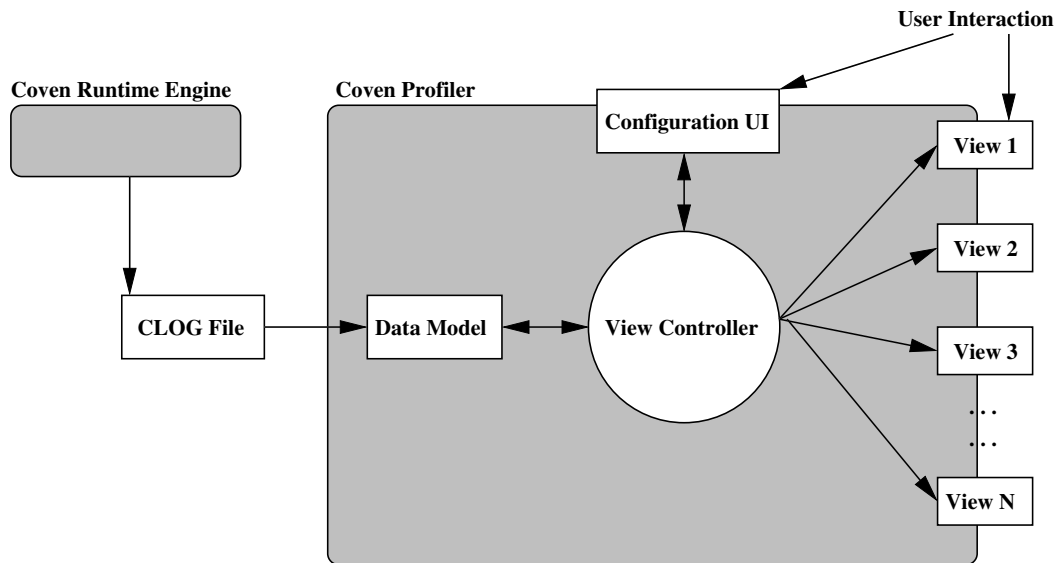 User Interaction
Coven Runtime Engine
Coven Profiler
Configuration UI
View 1
View 2
CLOG File
Data Model
View Controller
View 3
...
...
View N